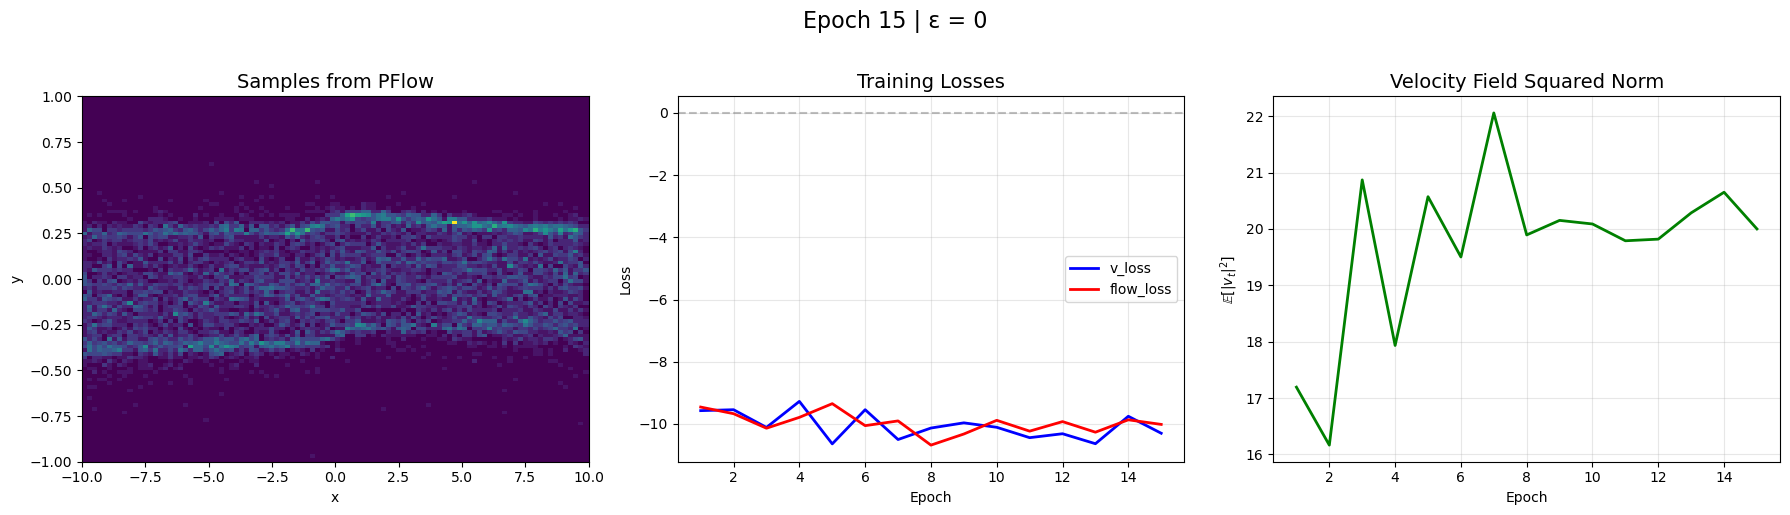 Epoch 15 | ε = 0
Samples from PFlow
1.00
0.75
0.50
0.25
0.00
−0.25
−0.50
−0.75
−1.00
y
−10.0 −7.5 −5.0 −2.5 0.0 2.5 5.0 7.5 10.0
x
Training Losses
0
−2
−4
−6
−8
−10
Loss
v_loss
flow_loss
2 4 6 8 10 12 14
Epoch
Velocity Field Squared Norm
22
21
20
19
18
17
16
𝔼[|v_t|²]
2 4 6 8 10 12 14
Epoch